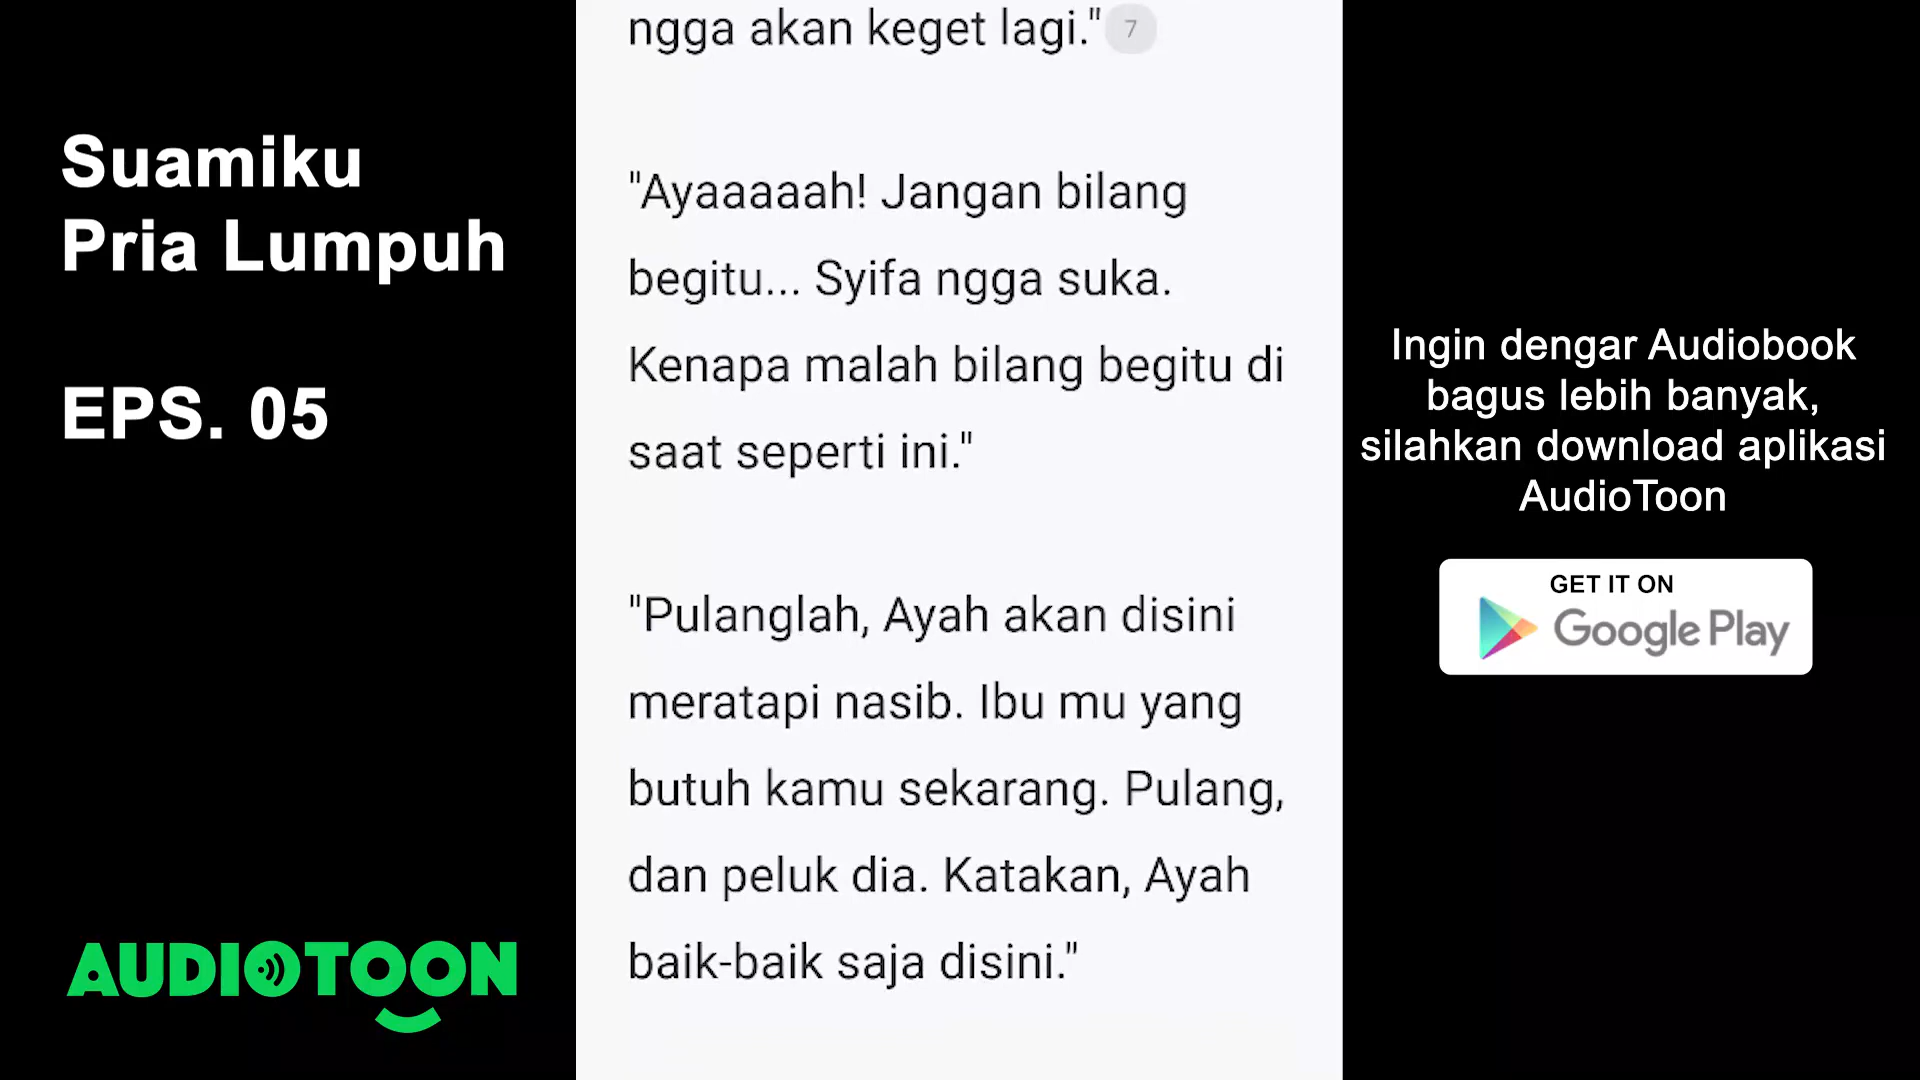 Suamiku
Pria Lumpuh
EPS. 05
AUDIOTOON
ngga akan keget lagi." 7
"Ayaaaaah! Jangan bilang
begitu... Syifa ngga suka.
Kenapa malah bilang begitu di
saat seperti ini."
"Pulanglah, Ayah akan disini
meratapi nasib. Ibu mu yang
butuh kamu sekarang. Pulang,
dan peluk dia. Katakan, Ayah
baik-baik saja disini."
Ingin dengar Audiobook
bagus lebih banyak,
silahkan download aplikasi
AudioToon
GET IT ON
Google Play